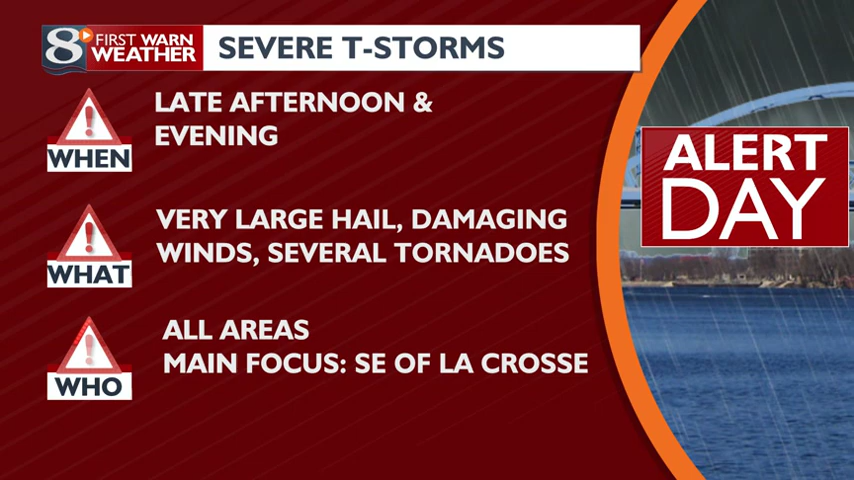 8 FIRST WARN
WEATHER
SEVERE T-STORMS
WHEN
LATE AFTERNOON &
EVENING
WHAT
VERY LARGE HAIL, DAMAGING
WINDS, SEVERAL TORNADOES
WHO
ALL AREAS
MAIN FOCUS: SE OF LA CROSSE
ALERT
DAY